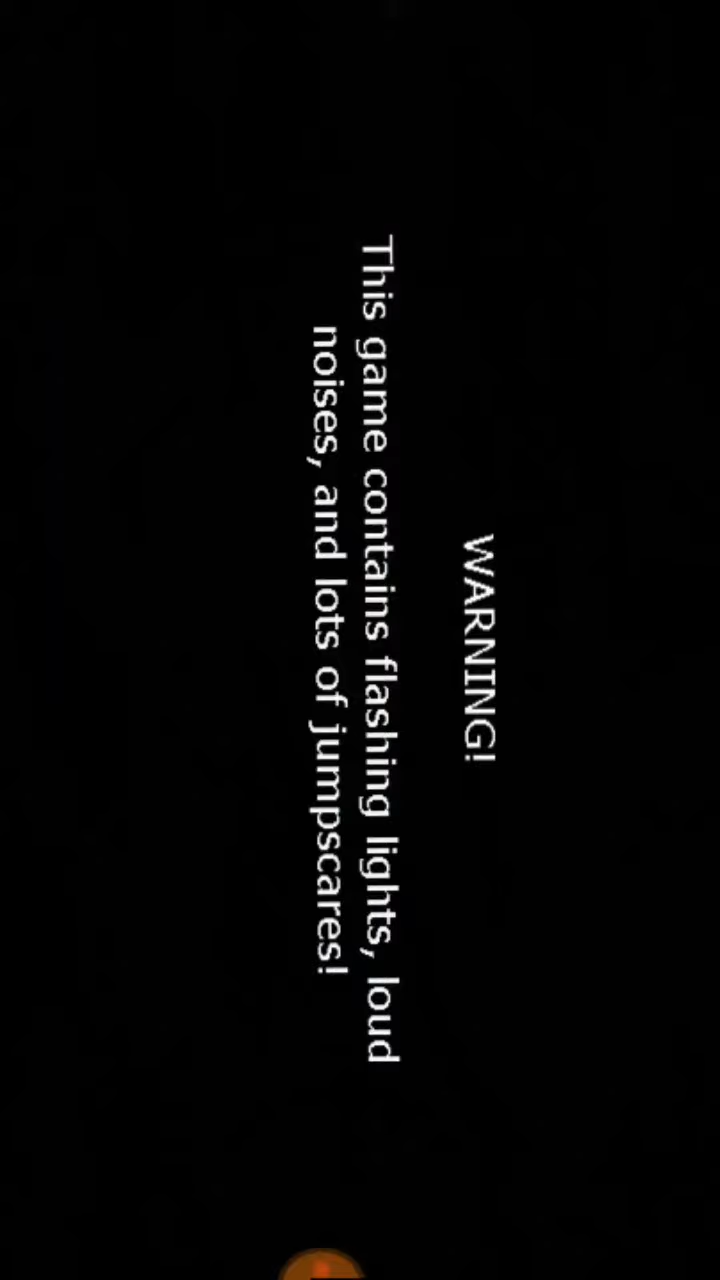 WARNING!
This game contains flashing lights, loud
noises, and lots of jumpscares!